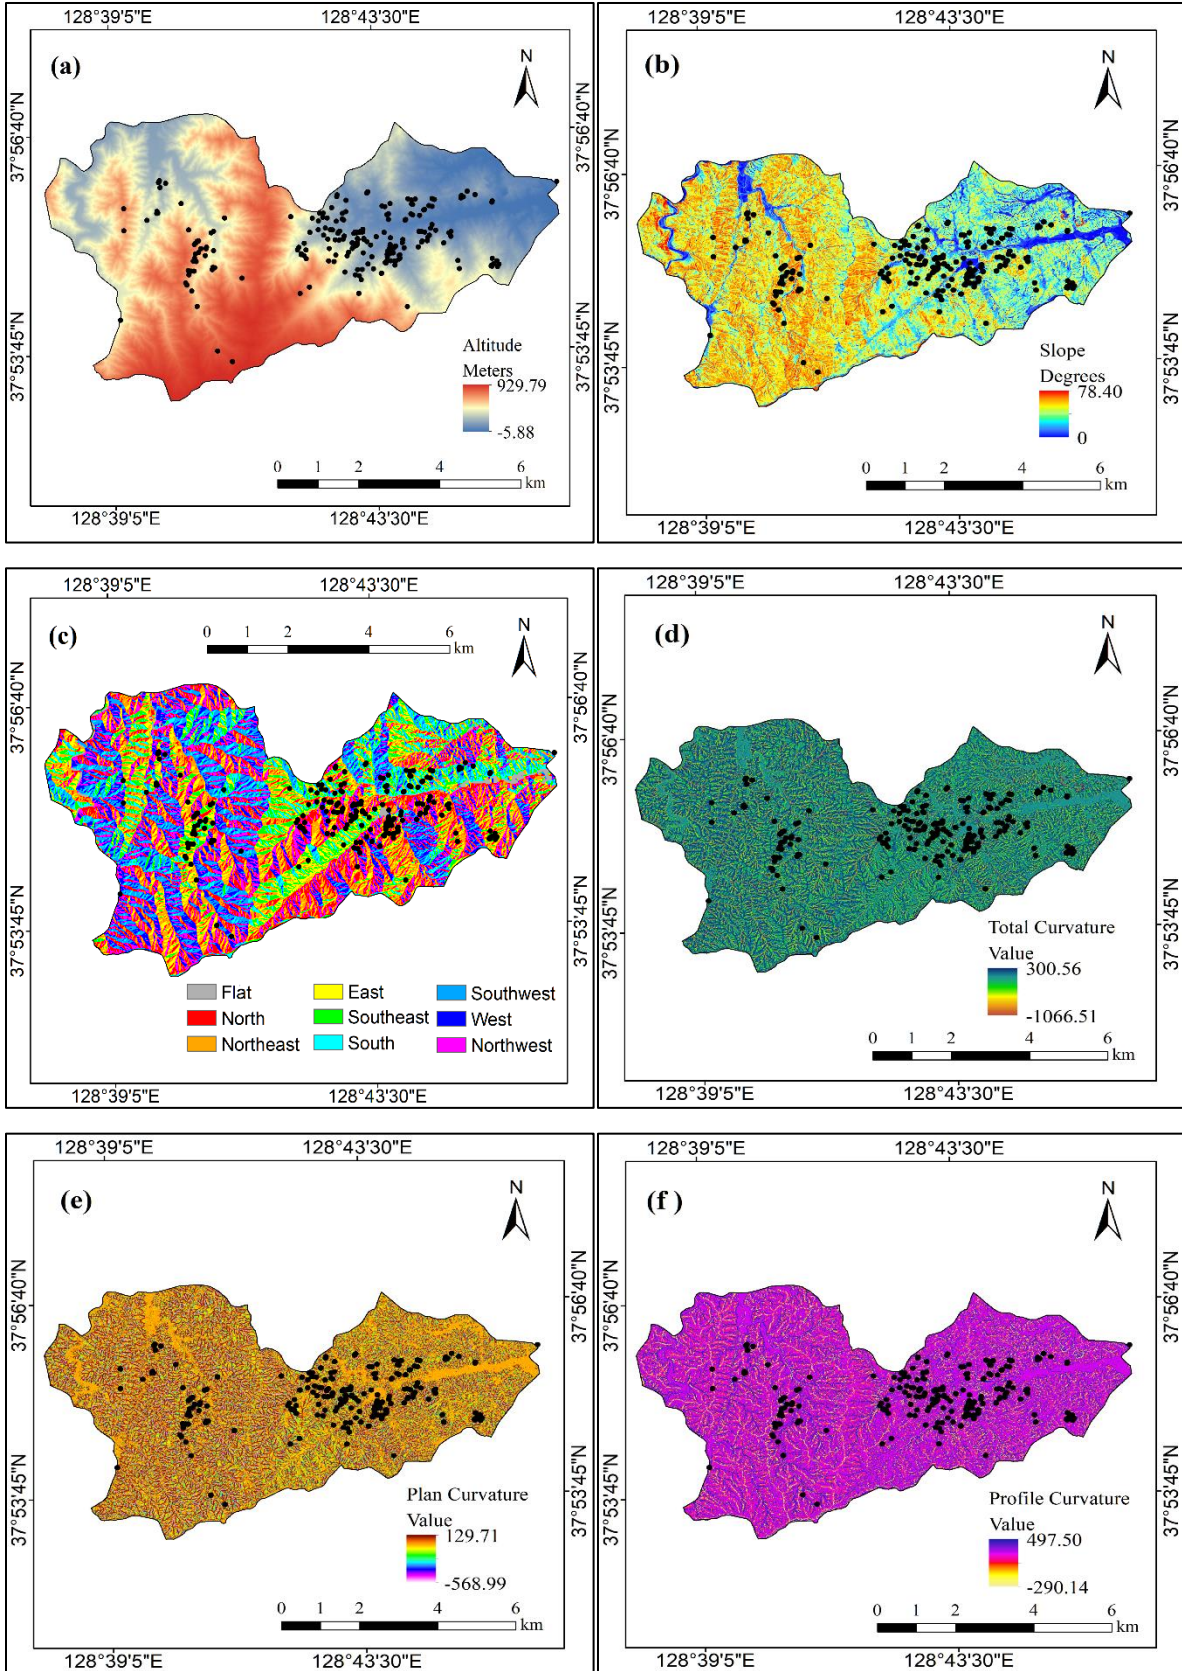 128°39'5"E 128°43'30"E
(a)
N
37°56'40"N 37°56'40"N
37°53'45"N 37°53'45"N
Altitude
Meters
929.79
-5.88
0 1 2 4 6
km
128°39'5"E 128°43'30"E
128°39'5"E 128°43'30"E
(b)
N
37°56'40"N 37°56'40"N
37°53'45"N 37°53'45"N
Slope
Degrees
78.40
0
0 1 2 4 6
km
128°39'5"E 128°43'30"E
128°39'5"E 128°43'30"E
(c)
0 1 2 4 6
km
N
37°56'40"N 37°56'40"N
37°53'45"N 37°53'45"N
Flat East Southwest
North Southeast West
Northeast South Northwest
128°39'5"E 128°43'30"E
128°39'5"E 128°43'30"E
(d)
N
37°56'40"N 37°56'40"N
37°53'45"N 37°53'45"N
Total Curvature
Value
300.56
-1066.51
0 1 2 4 6
km
128°39'5"E 128°43'30"E
128°39'5"E 128°43'30"E
(e)
N
37°56'40"N 37°56'40"N
37°53'45"N 37°53'45"N
Plan Curvature
Value
129.71
-568.99
0 1 2 4 6
km
128°39'5"E 128°43'30"E
128°39'5"E 128°43'30"E
(f )
N
37°56'40"N 37°56'40"N
37°53'45"N 37°53'45"N
Profile Curvature
Value
497.50
-290.14
0 1 2 4 6
km
128°39'5"E 128°43'30"E